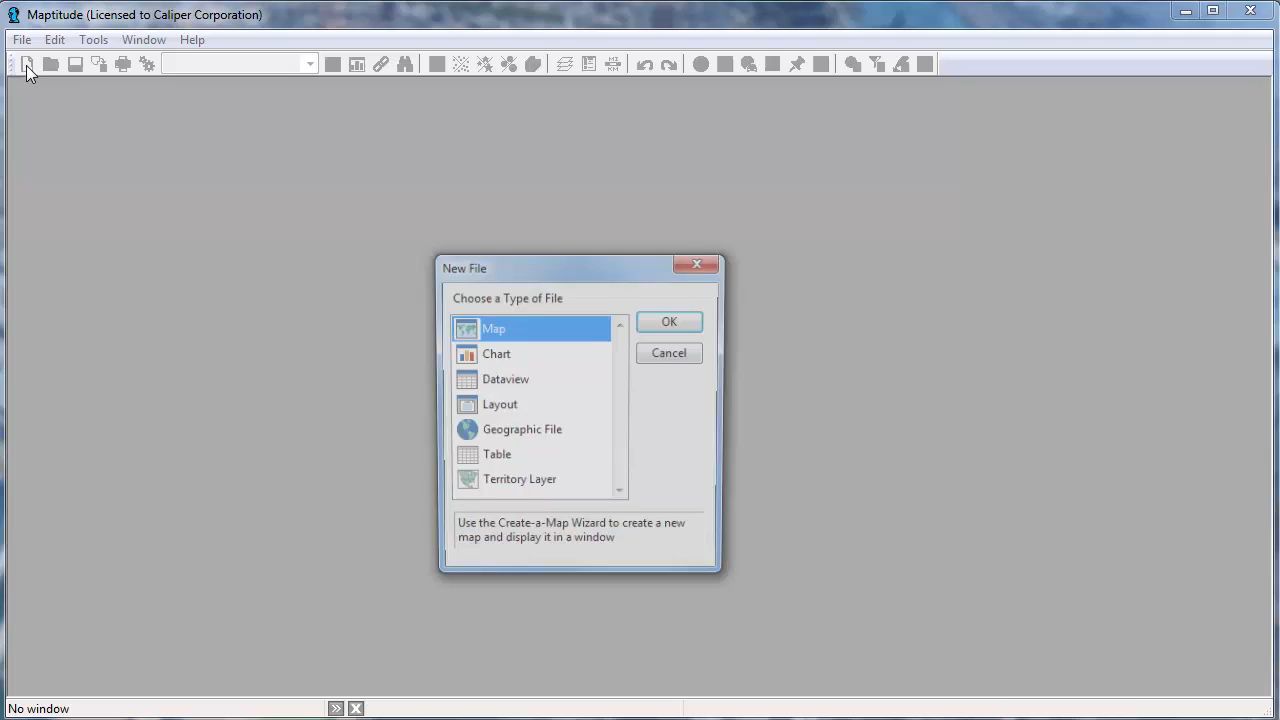 Maptitude (Licensed to Caliper Corporation)
File Edit Tools Window Help
New File
Choose a Type of File
Map
OK
Chart
Cancel
Dataview
Layout
Geographic File
Table
Territory Layer
Use the Create-a-Map Wizard to create a new
map and display it in a window
No window